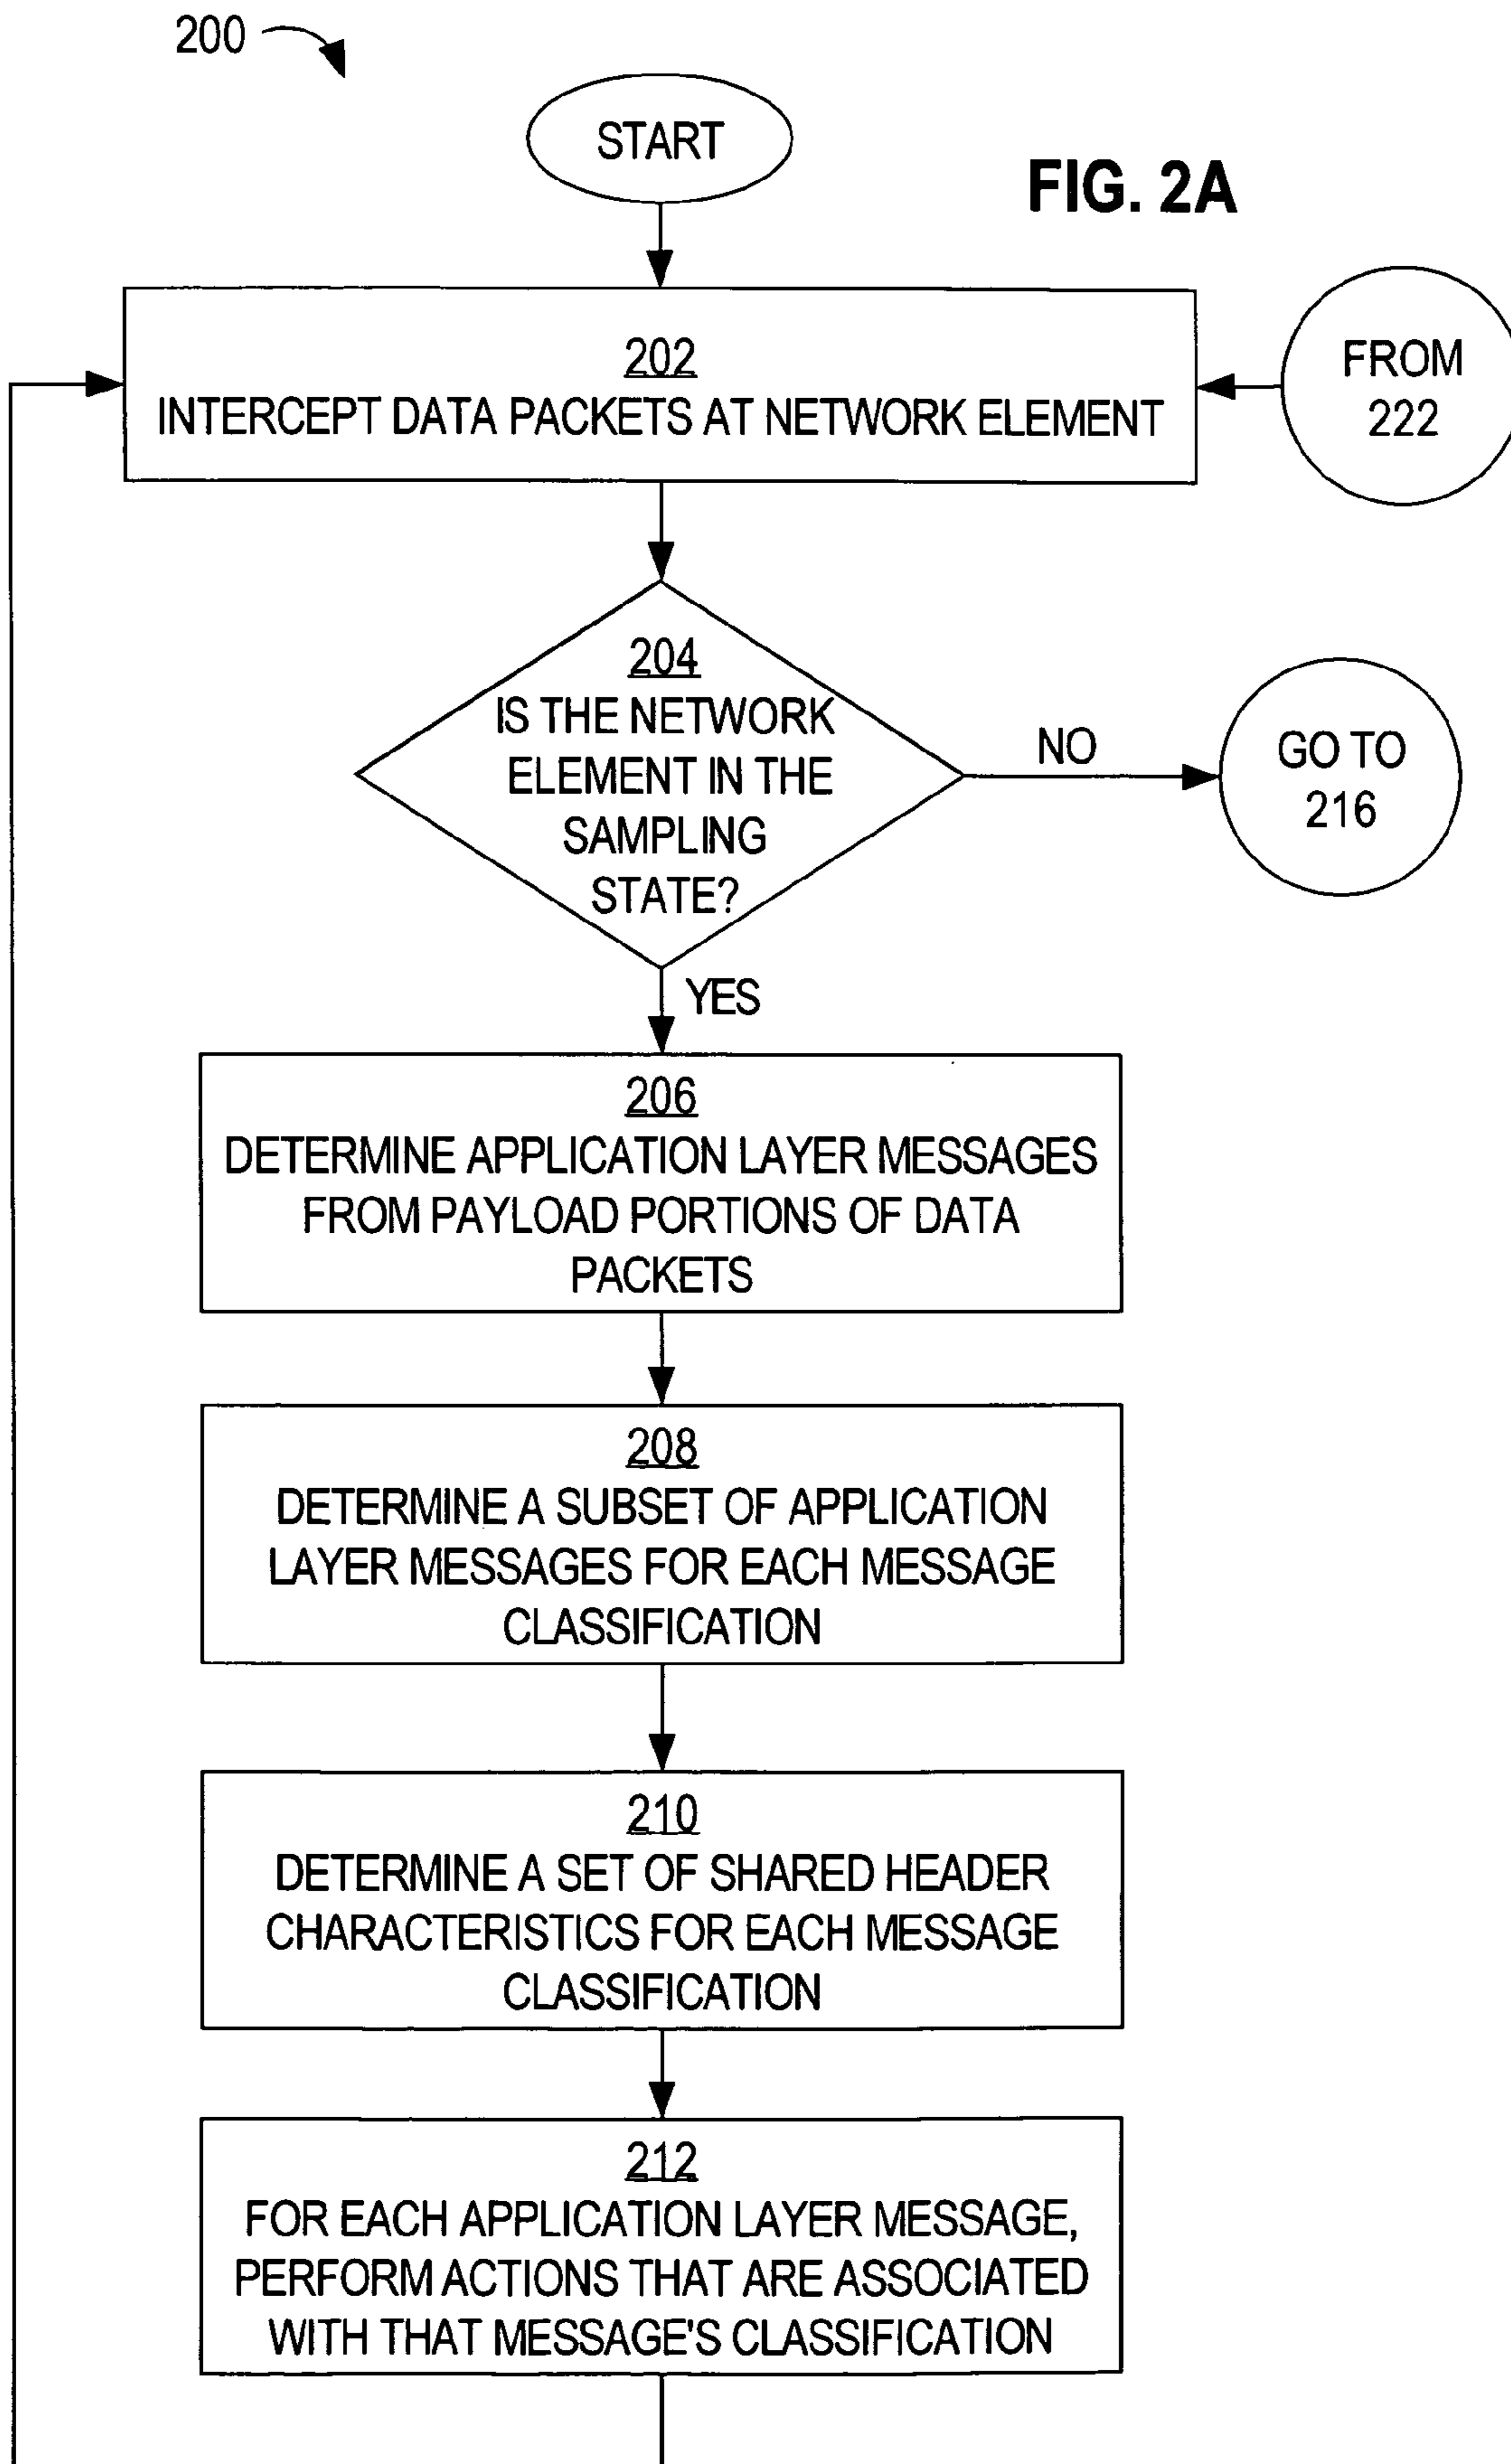 200
START
FIG. 2A
202
INTERCEPT DATA PACKETS AT NETWORK ELEMENT
FROM
222
204
IS THE NETWORK
ELEMENT IN THE
SAMPLING
STATE?
NO
GO TO
216
YES
206
DETERMINE APPLICATION LAYER MESSAGES
FROM PAYLOAD PORTIONS OF DATA
PACKETS
208
DETERMINE A SUBSET OF APPLICATION
LAYER MESSAGES FOR EACH MESSAGE
CLASSIFICATION
210
DETERMINE A SET OF SHARED HEADER
CHARACTERISTICS FOR EACH MESSAGE
CLASSIFICATION
212
FOR EACH APPLICATION LAYER MESSAGE,
PERFORM ACTIONS THAT ARE ASSOCIATED
WITH THAT MESSAGE'S CLASSIFICATION